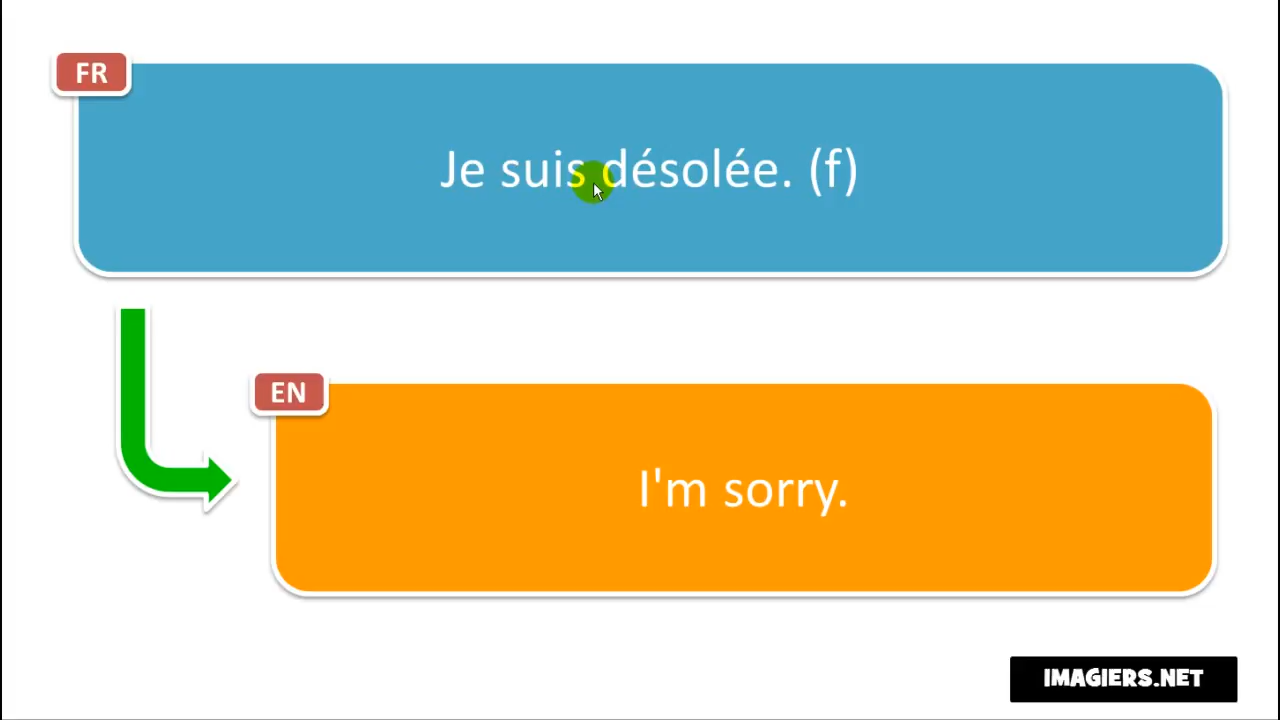 FR
Je suis désolée. (f)
EN
I'm sorry.
IMAGIERS.NET